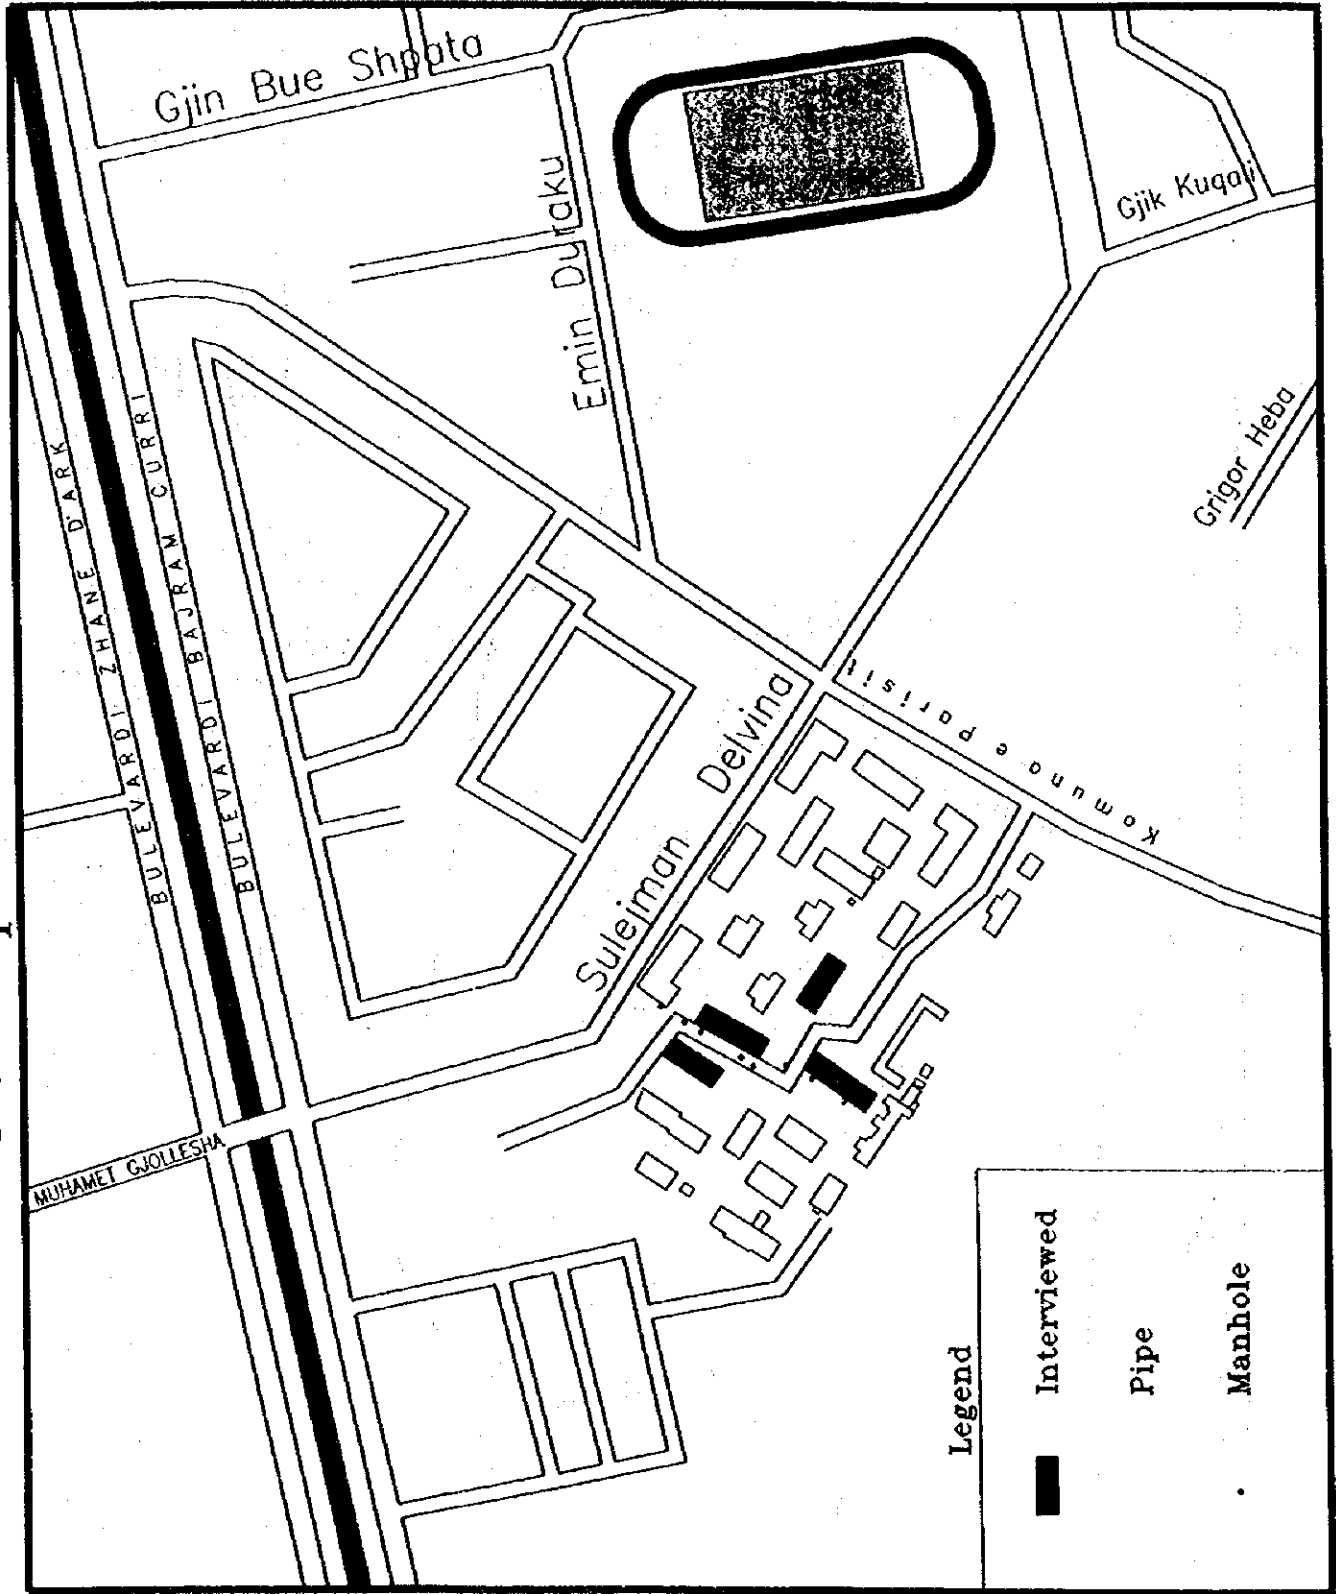 Gjin Bue Shpata
Emin Duraku
Gjik Kuqali
Grigor Heba
BULEVARDI ZHANE D'ARK
BULEVARDI BAJRAM CURRI
Sulejman Delvina
Komuna e Parisit
MUHAMET GJOLLESHA
Legend
Interviewed
Pipe
Manhole